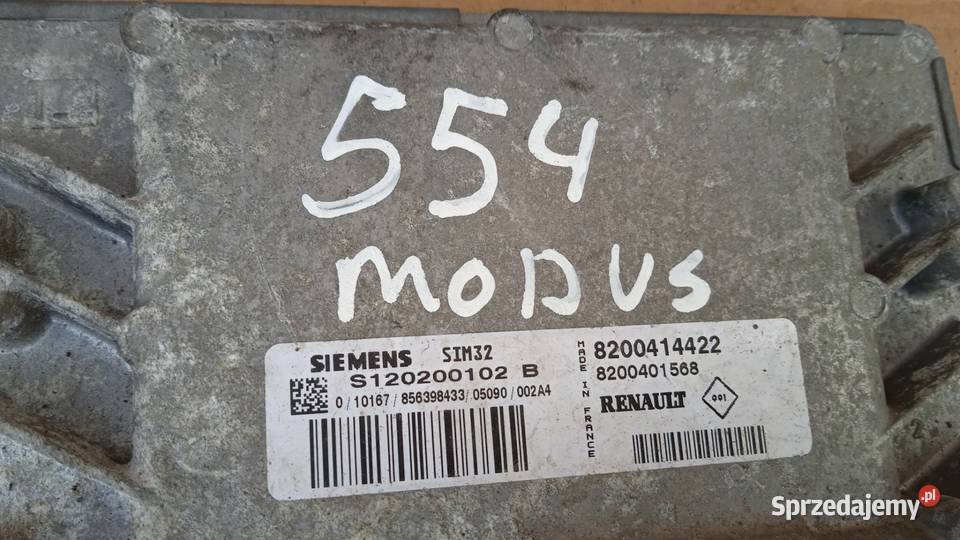 554
MODUS
SIEMENS SIM32
S120200102 B
0/10167/856398433/05090/002A4
MADE IN FRANCE
8200414422
8200401568
RENAULT 001
Sprzedajemy.pl